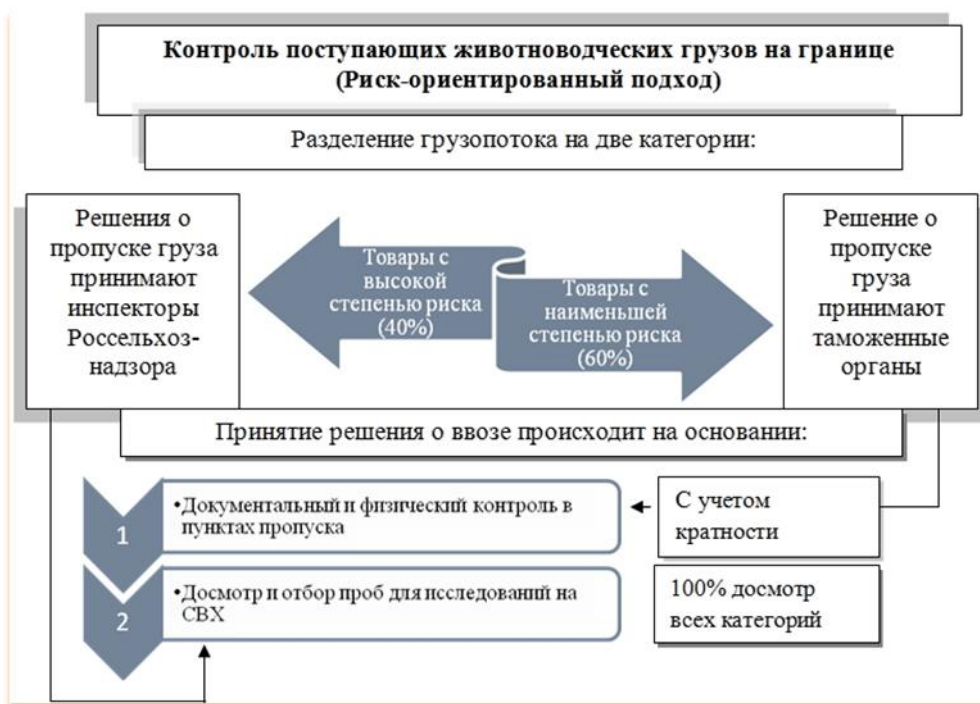 Контроль поступающих животноводческих грузов на границе
(Риск-ориентированный подход)
Разделение грузопотока на две категории:
Решения о
пропуске груза
принимают
инспекторы
Россельхоз-
надзора
Товары с
высокой
степенью риска
(40%)
Товары с
наименьшей
степенью риска
(60%)
Решение о
пропуске
груза
принимают
таможенные
органы
Принятие решения о ввозе происходит на основании:
1
•Документальный и физический контроль в
пунктах пропуска
С учетом
кратности
2
•Досмотр и отбор проб для исследований на
СВХ
100% досмотр
всех категорий